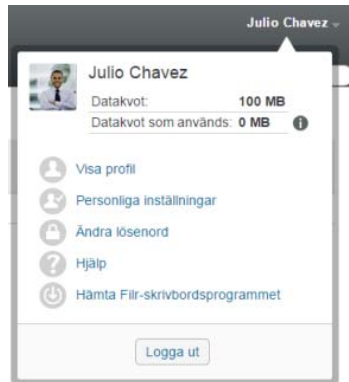 Julio Chavez
Julio Chavez
Datakvot: 100 MB
Datakvot som används: 0 MB
Visa profil
Personliga inställningar
Ändra lösenord
Hjälp
Hämta Filr-skrivbordsprogrammet
Logga ut